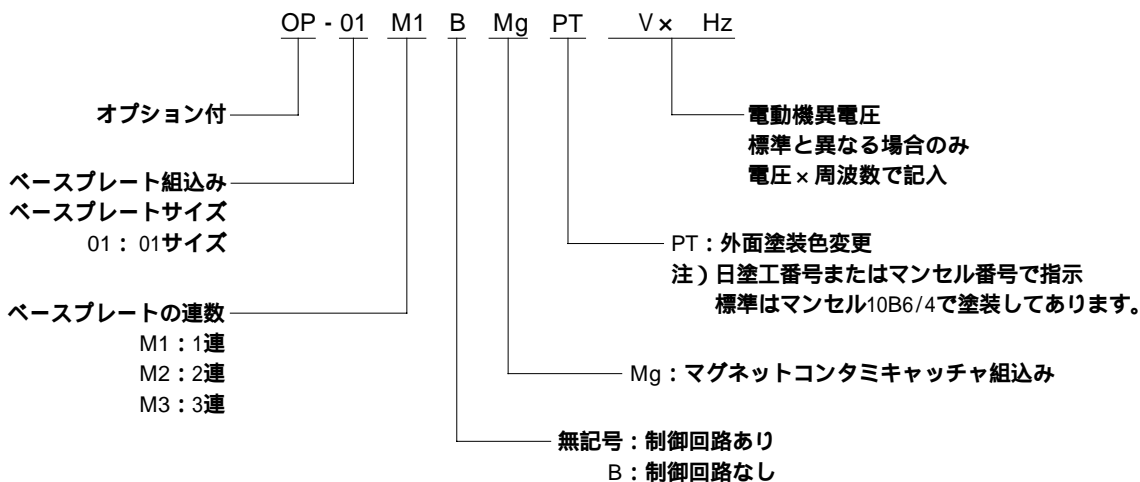 OP - 01 M1 B Mg PT V× Hz
オプション付
ベースプレート組込み
ベースプレートサイズ
01：01サイズ
ベースプレートの連数
M1：1連
M2：2連
M3：3連
電動機異電圧
標準と異なる場合のみ
電圧×周波数で記入
PT：外面塗装色変更
注）日塗工番号またはマンセル番号で指示
標準はマンセル10B6/4で塗装してあります。
Mg：マグネットコンタミキャッチャ組込み
無記号：制御回路あり
B：制御回路なし